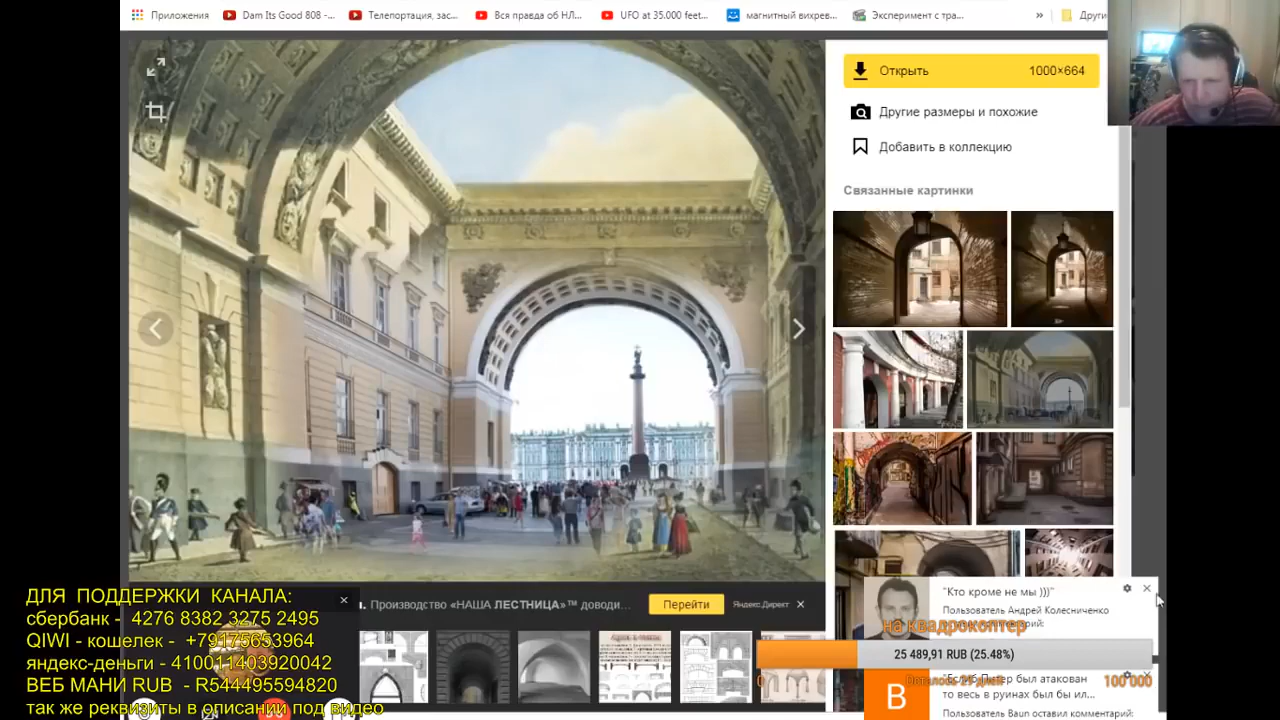 Приложения
Dam Its Good 808 -...
Телепортация, зас...
Вся правда об НЛ...
UFO at 35.000 feet...
магнитный вихрев...
Эксперимент с тра...
»
Други
Открыть 1000×664
Другие размеры и похожие
Добавить в коллекцию
Связанные картинки
Производство «НАША ЛЕСТНИЦА»™ доводи...
Перейти
Яндекс.Директ
ДЛЯ ПОДДЕРЖКИ КАНАЛА:
сбербанк - 4276 8382 3275 2495
QIWI - кошелек - +79175653964
яндекс-деньги - 410011403920042
ВЕБ МАНИ RUB - R544495594820
так же реквизиты в описании под видео
"Кто кроме не мы )))"
Пользователь Андрей Колесниченко
на квадрокоптер
25 489,91 RUB (25.48%)
0
100 000
В
Питер был атакован
то весь в руинах был бы ил...
Пользователь Ваun оставил комментарий: